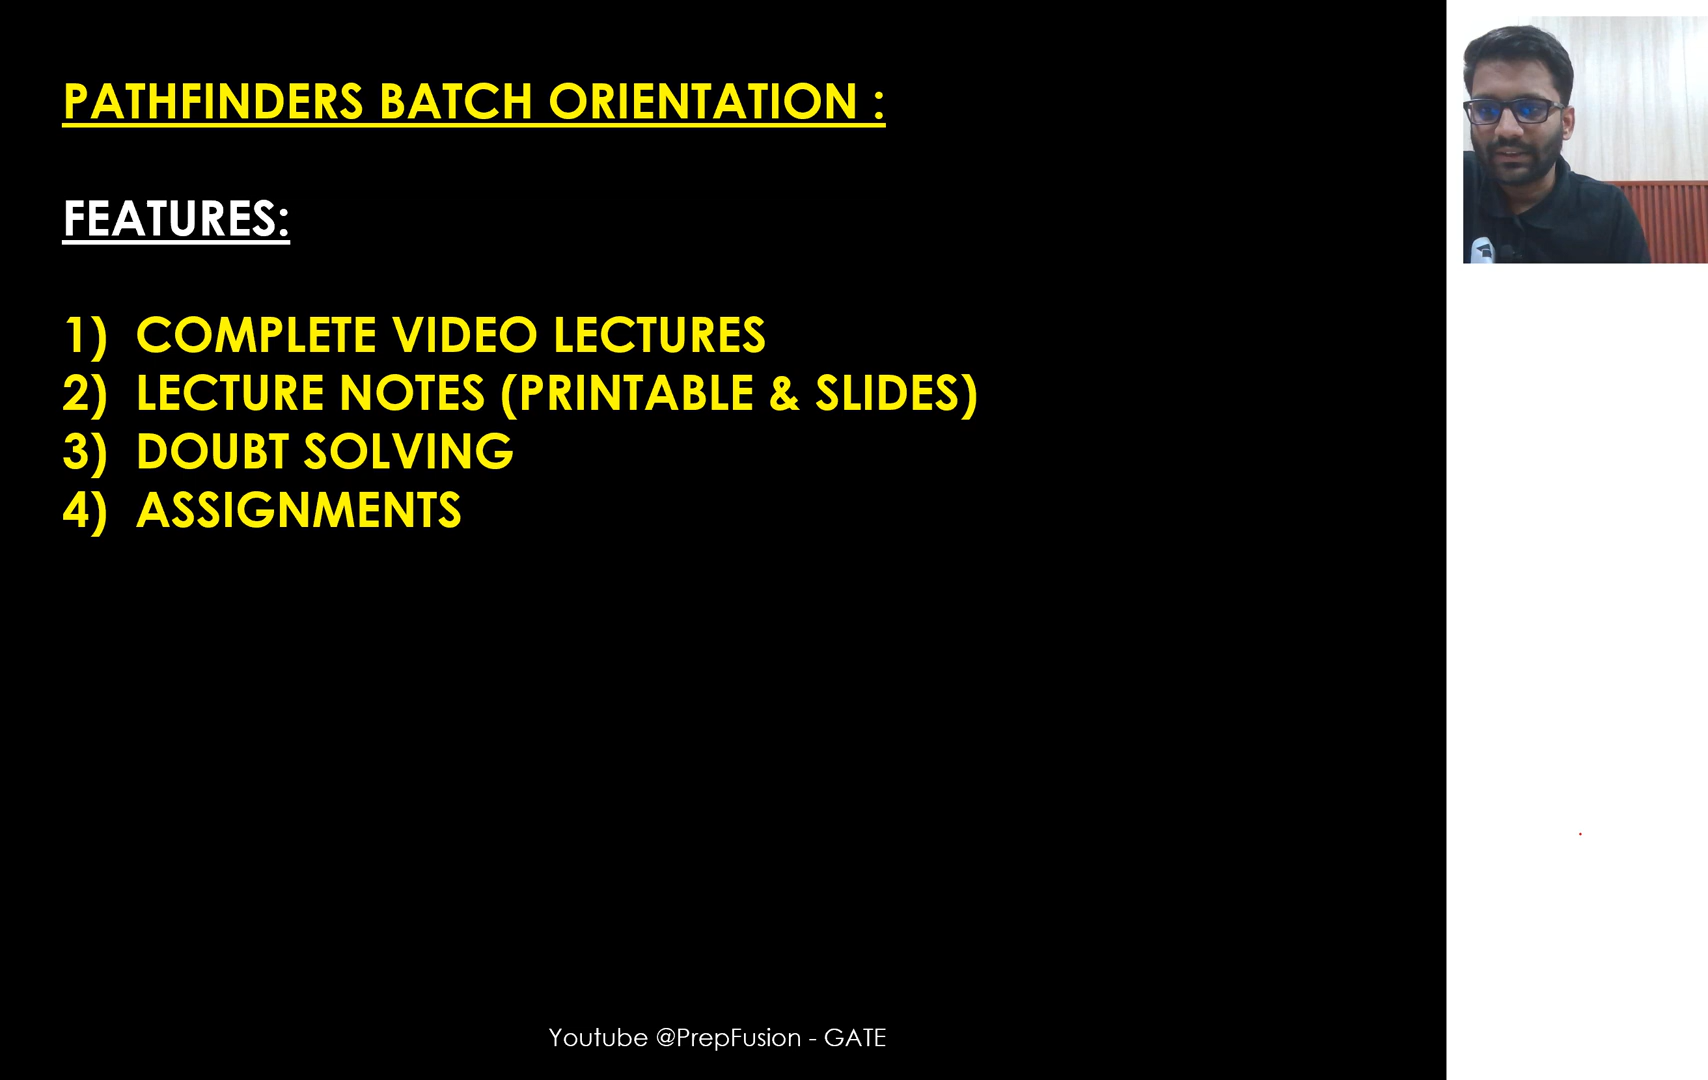 PATHFINDERS BATCH ORIENTATION :
FEATURES:
1) COMPLETE VIDEO LECTURES
2) LECTURE NOTES (PRINTABLE & SLIDES)
3) DOUBT SOLVING
4) ASSIGNMENTS
Youtube @PrepFusion - GATE